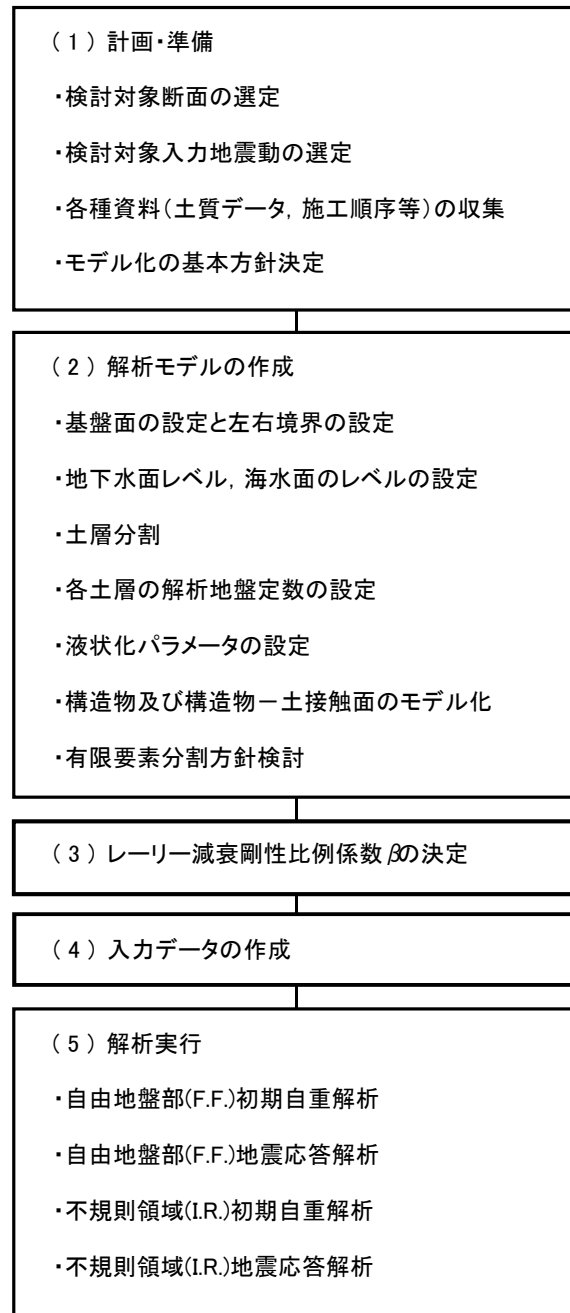 (1) 計画・準備
・検討対象断面の選定
・検討対象入力地震動の選定
・各種資料(土質データ, 施工順序等)の収集
・モデル化の基本方針決定
(2) 解析モデルの作成
・基盤面の設定と左右境界の設定
・地下水面レベル, 海水面のレベルの設定
・土層分割
・各土層の解析地盤定数の設定
・液状化パラメータの設定
・構造物及び構造物－土接触面のモデル化
・有限要素分割方針検討
(3) レーリー減衰剛性比例係数βの決定
(4) 入力データの作成
(5) 解析実行
・自由地盤部(F.F.)初期自重解析
・自由地盤部(F.F.)地震応答解析
・不規則領域(I.R.)初期自重解析
・不規則領域(I.R.)地震応答解析